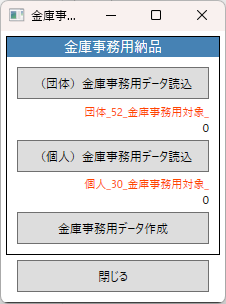 金庫事...
金庫事務用納品
（団体）金庫事務用データ読込
団体_52_金庫事務用対象_
0
（個人）金庫事務用データ読込
個人_30_金庫事務用対象_
0
金庫事務用データ作成
閉じる